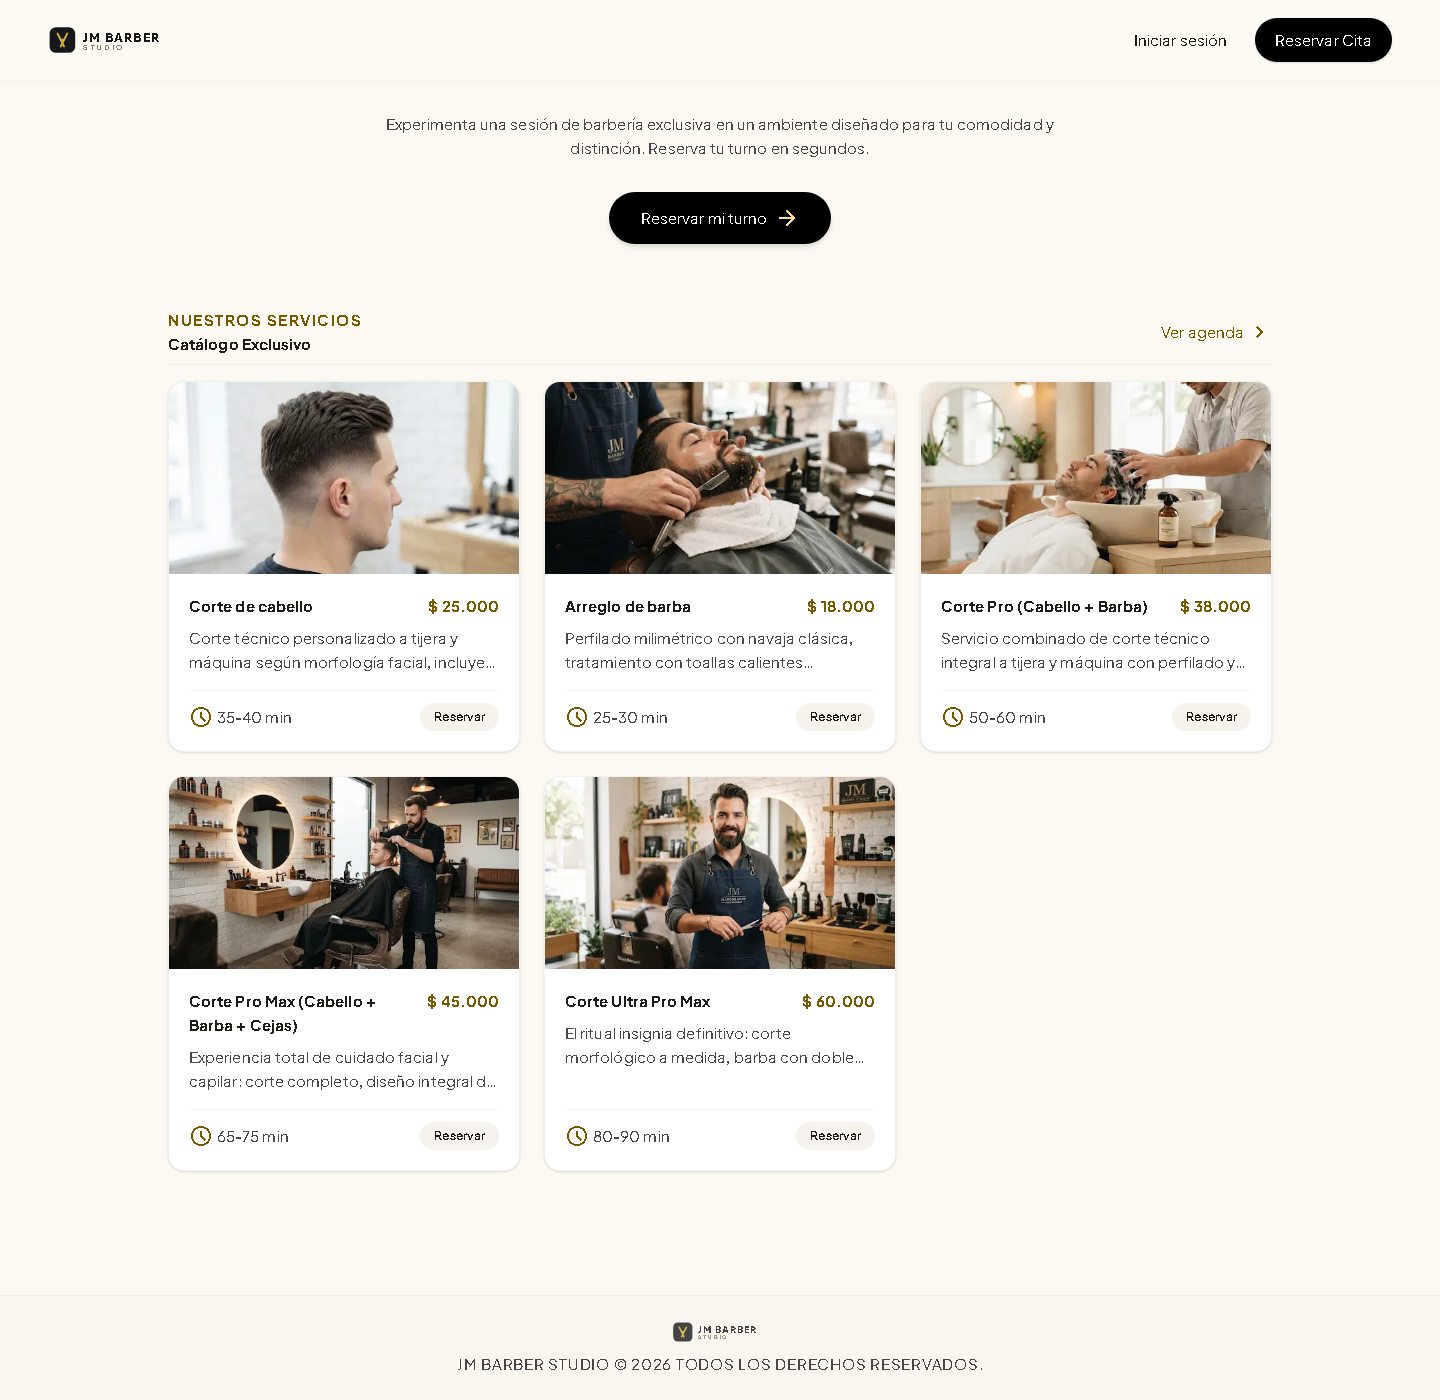 JM BARBER
STUDIO
Iniciar sesión
Reservar Cita
Experimenta una sesión de barbería exclusiva en un ambiente diseñado para tu comodidad y
distinción. Reserva tu turno en segundos.
Reservar mi turno
NUESTROS SERVICIOS
Catálogo Exclusivo
Ver agenda
JM
BARBER
Corte de cabello
$ 25.000
Corte técnico personalizado a tijera y
máquina según morfología facial, incluye...
35-40 min
Reservar
Arreglo de barba
$ 18.000
Perfilado milimétrico con navaja clásica,
tratamiento con toallas calientes...
25-30 min
Reservar
Corte Pro (Cabello + Barba)
$ 38.000
Servicio combinado de corte técnico
integral a tijera y máquina con perfilado y...
50-60 min
Reservar
JM
JM
Corte Pro Max (Cabello +
Barba + Cejas)
$ 45.000
Experiencia total de cuidado facial y
capilar: corte completo, diseño integral d...
65-75 min
Reservar
Corte Ultra Pro Max
$ 60.000
El ritual insignia definitivo: corte
morfológico a medida, barba con doble...
80-90 min
Reservar
JM BARBER
STUDIO
JM BARBER STUDIO © 2026 TODOS LOS DERECHOS RESERVADOS.